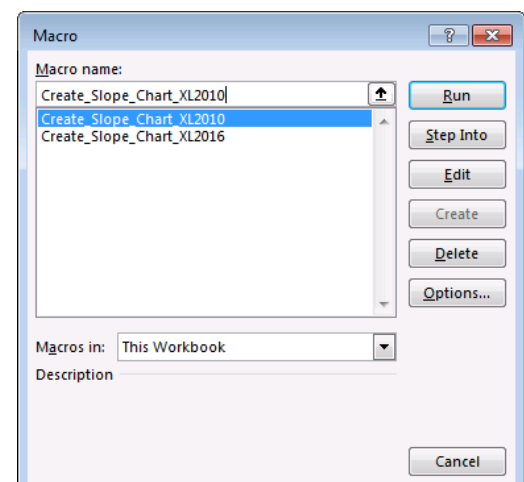 Macro
Macro name:
Create_Slope_Chart_XL2010
Run
Create_Slope_Chart_XL2010
Create_Slope_Chart_XL2016
Step Into
Edit
Create
Delete
Options...
Macros in: This Workbook
Description
Cancel